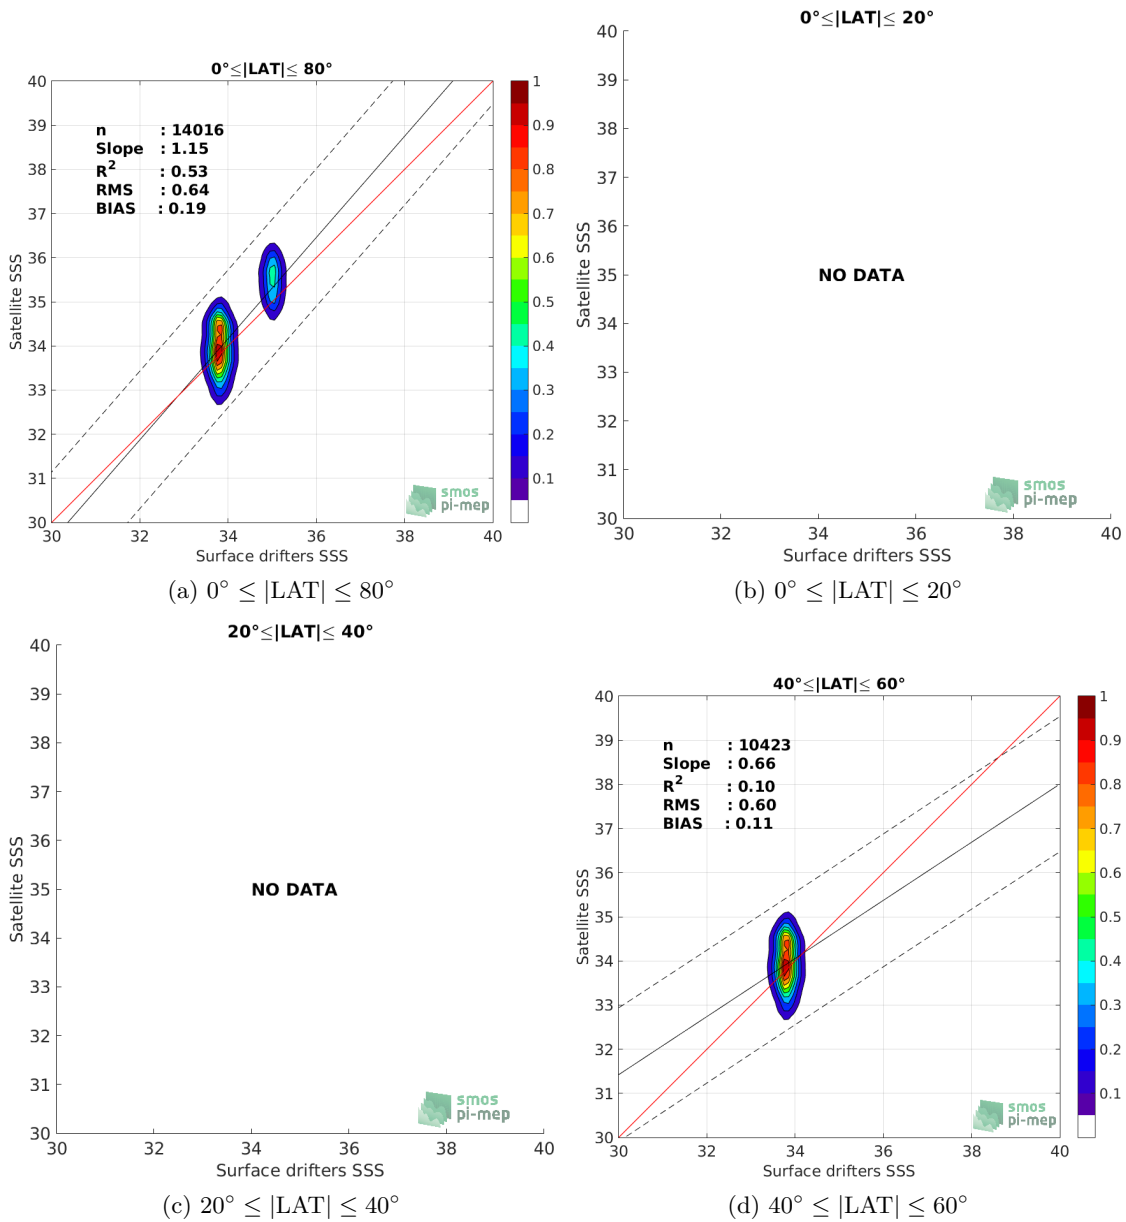 0°≤|LAT|≤ 80°
Satellite SSS
40
39
38
37
36
35
34
33
32
31
30
n : 14016
Slope : 1.15
R² : 0.53
RMS : 0.64
BIAS : 0.19
1
0.9
0.8
0.7
0.6
0.5
0.4
0.3
0.2
0.1
smos
pi-mep
30 32 34 36 38 40
Surface drifters SSS
(a) 0° ≤ |LAT| ≤ 80°
0°≤|LAT|≤ 20°
Satellite SSS
40
39
38
37
36
35
34
33
32
31
30
NO DATA
smos
pi-mep
30 32 34 36 38 40
Surface drifters SSS
(b) 0° ≤ |LAT| ≤ 20°
20°≤|LAT|≤ 40°
Satellite SSS
40
39
38
37
36
35
34
33
32
31
30
NO DATA
smos
pi-mep
30 32 34 36 38 40
Surface drifters SSS
(c) 20° ≤ |LAT| ≤ 40°
40°≤|LAT|≤ 60°
Satellite SSS
40
39
38
37
36
35
34
33
32
31
30
n : 10423
Slope : 0.66
R² : 0.10
RMS : 0.60
BIAS : 0.11
1
0.9
0.8
0.7
0.6
0.5
0.4
0.3
0.2
0.1
smos
pi-mep
30 32 34 36 38 40
Surface drifters SSS
(d) 40° ≤ |LAT| ≤ 60°